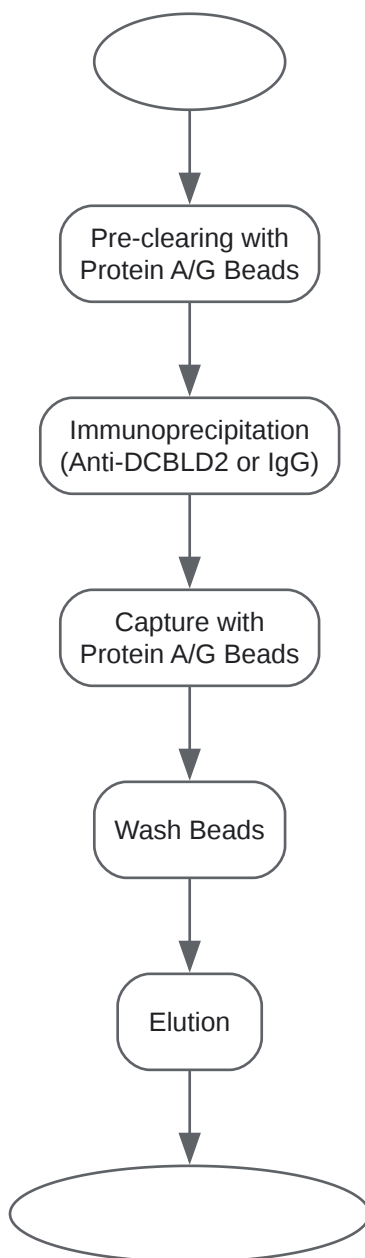 Pre-clearing with
Protein A/G Beads
Immunoprecipitation
(Anti-DCBLD2 or IgG)
Capture with
Protein A/G Beads
Wash Beads
Elution